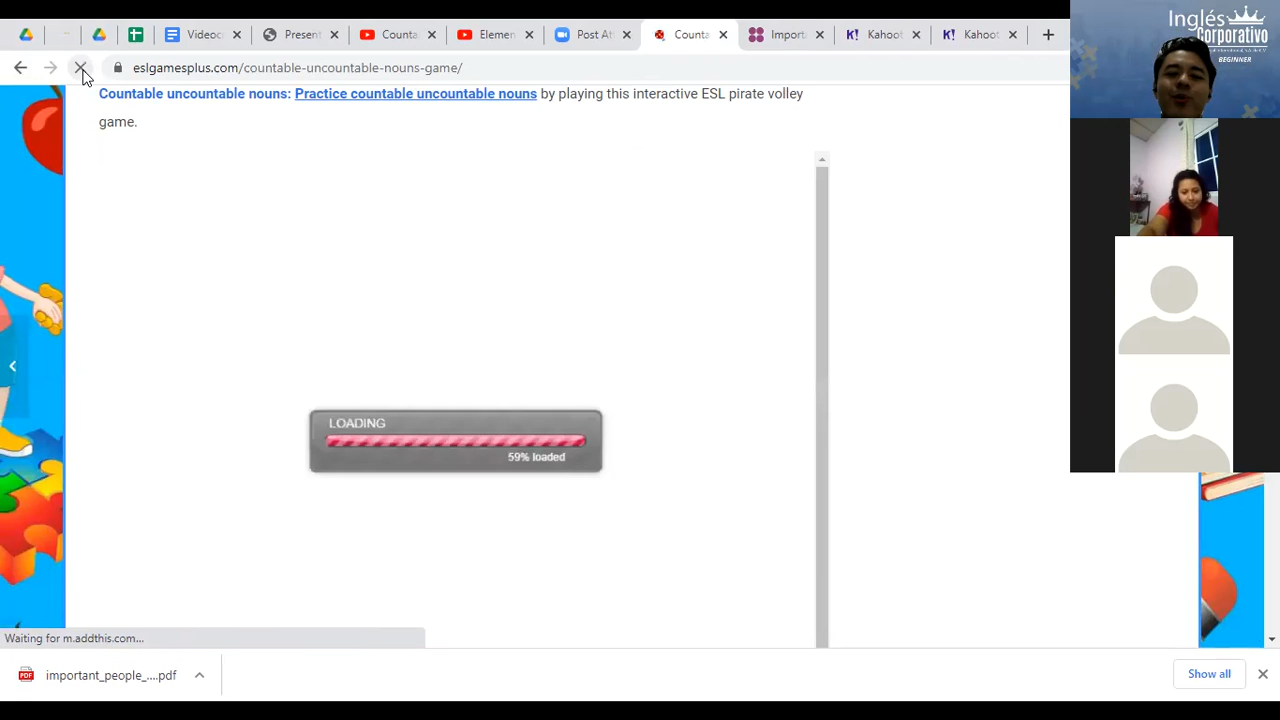 Videoc
Present
Counta
Elemen
Post At
Counta
Importa
Kahoot
Kahoot
eslgamesplus.com/countable-uncountable-nouns-game/
Inglés
Corporativo
BEGINNER
Countable uncountable nouns: Practice countable uncountable nouns by playing this interactive ESL pirate volley
game.
LOADING
59% loaded
Waiting for m.addthis.com...
important_people_....pdf
Show all